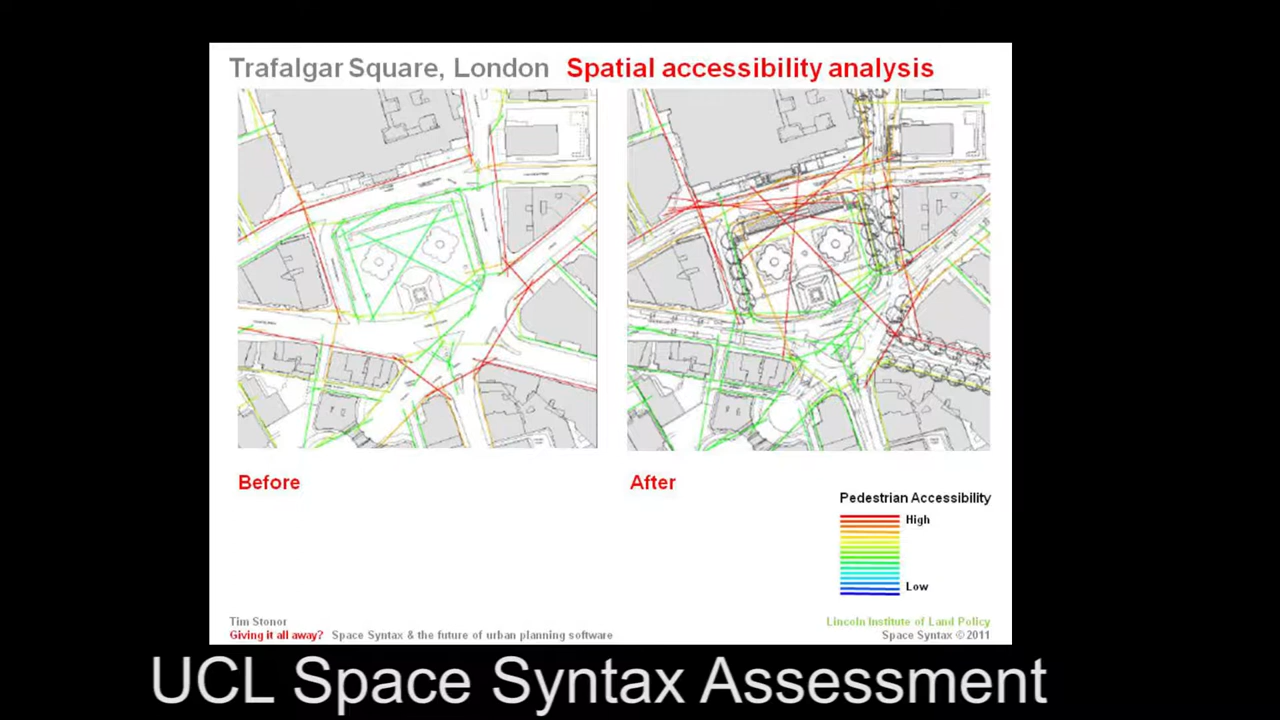 Trafalgar Square, London Spatial accessibility analysis
Before
After
Pedestrian Accessibility
High
Low
Tim Stonor
Giving it all away? Space Syntax & the future of urban planning software
Lincoln Institute of Land Policy
Space Syntax © 2011
UCL Space Syntax Assessment